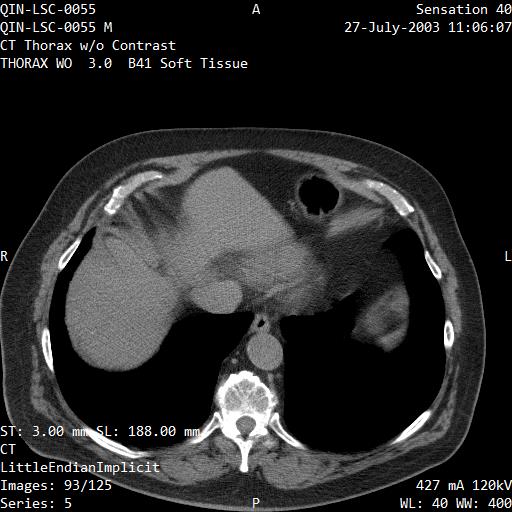 QIN-LSC-0055
A
Sensation 40
QIN-LSC-0055 M
27-July-2003 11:06:07
CT Thorax w/o Contrast
THORAX WO  3.0  B41 Soft Tissue
R
L
ST: 3.00 mm SL: 188.00 mm
CT
LittleEndianImplicit
Images: 93/125
427 mA 120kV
Series: 5
P
WL: 40 WW: 400